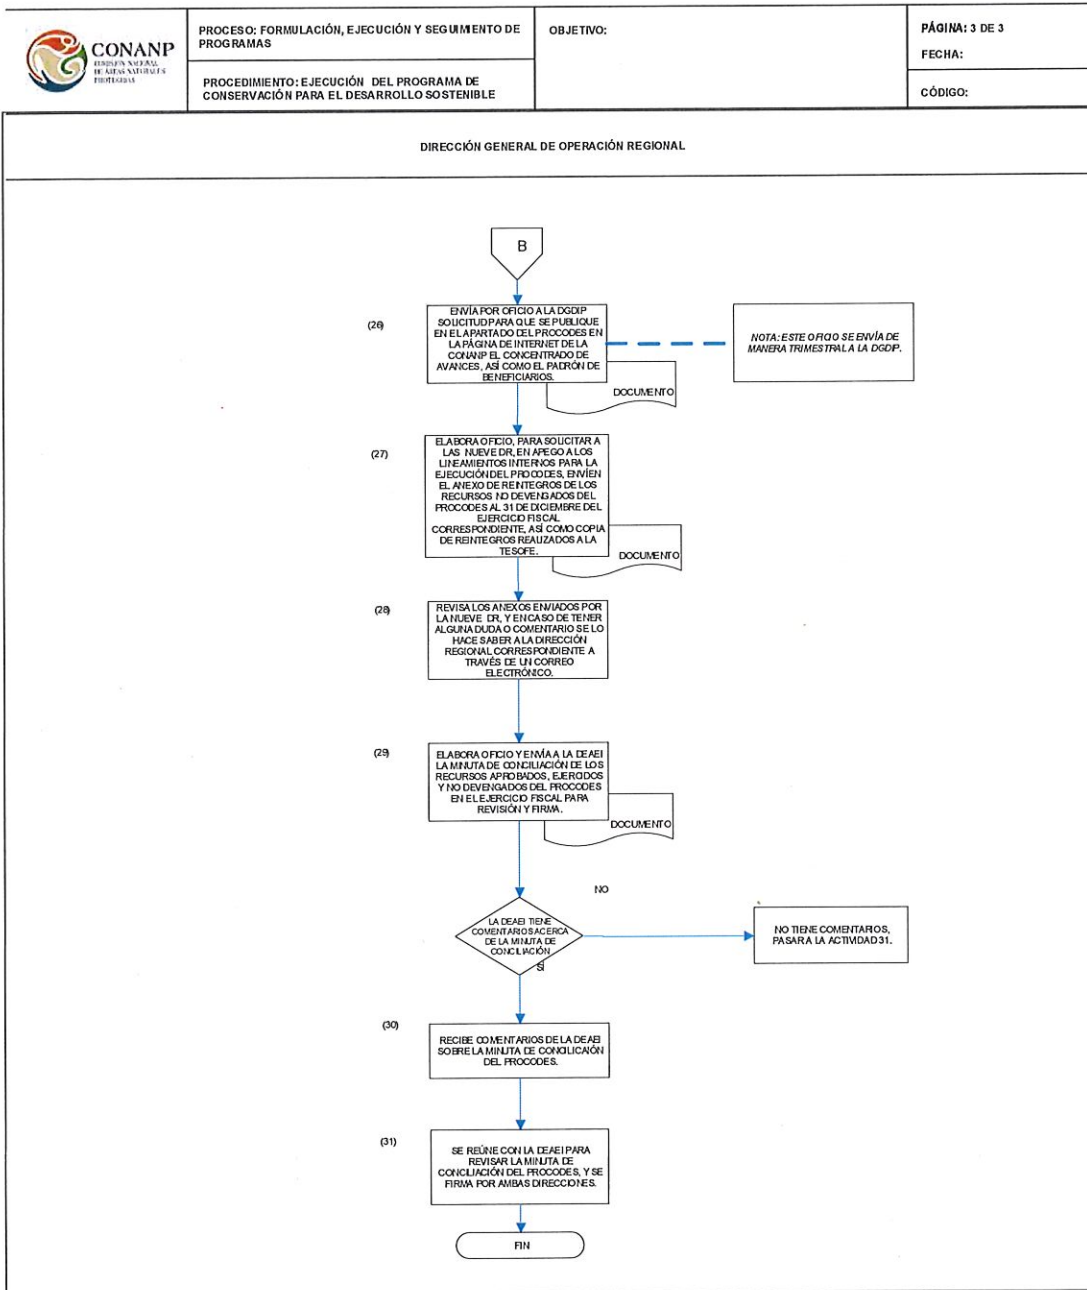 CONANP
COMISIÓN NACIONAL
DE ÁREAS NATURALES
PROTEGIDAS
PROCESO: FORMULACIÓN, EJECUCIÓN Y SEGUIMIENTO DE
PROGRAMAS
PROCEDIMIENTO: EJECUCIÓN DEL PROGRAMA DE
CONSERVACIÓN PARA EL DESARROLLO SOSTENIBLE
OBJETIVO:
PÁGINA: 3 DE 3
FECHA:
CÓDIGO:
DIRECCIÓN GENERAL DE OPERACIÓN REGIONAL
B
(26)
ENVÍA POR OFICIO A LA DGDIP
SOLICITUD PARA QUE SE PUBLIQUE
EN EL APARTADO DEL PROCODES EN
LA PÁGINA DE INTERNET DE LA
CONANP EL CONCENTRADO DE
AVANCES, ASÍ COMO EL PADRÓN DE
BENEFICIARIOS.
NOTA: ESTE OFICIO SE ENVÍA DE
MANERA TRIMESTRAL A LA DGDIP.
DOCUMENTO
(27)
ELABORA OFICIO, PARA SOLICITAR A
LAS NUEVE DR, EN APEGO A LOS
LINEAMIENTOS INTERNOS PARA LA
EJECUCIÓN DEL PROCODES, ENVÍEN
EL ANEXO DE REINTEGROS DE LOS
RECURSOS NO DEVENGADOS DEL
PROCODES AL 31 DE DICIEMBRE DEL
EJERCICIO FISCAL
CORRESPONDIENTE, ASÍ COMO COPIA
DE REINTEGROS REALIZADOS A LA
TESOFE.
DOCUMENTO
(28)
REVISA LOS ANEXOS ENVIADOS POR
LA NUEVE DR, Y EN CASO DE TENER
ALGUNA DUDA O COMENTARIO SE LO
HACE SABER A LA DIRECCIÓN
REGIONAL CORRESPONDIENTE A
TRAVÉS DE UN CORREO
ELECTRÓNICO.
(29)
ELABORA OFICIO Y ENVÍA A LA DEAEI
LA MINUTA DE CONCILIACIÓN DE LOS
RECURSOS APROBADOS, EJERCIDOS
Y NO DEVENGADOS DEL PROCODES
EN EL EJERCICIO FISCAL PARA
REVISIÓN Y FIRMA.
DOCUMENTO
NO
LA DEAEI TIENE
COMENTARIOS ACERCA
DE LA MINUTA DE
CONCILIACIÓN
SÍ
NO TIENE COMENTARIOS,
PASAR A LA ACTIVIDAD 31.
(30)
RECIBE COMENTARIOS DE LA DEAEI
SOBRE LA MINUTA DE CONCILICAIÓN
DEL PROCODES.
(31)
SE REÚNE CON LA DEAEI PARA
REVISAR LA MINUTA DE
CONCILIACIÓN DEL PROCODES, Y SE
FIRMA POR AMBAS DIRECCIONES.
FIN